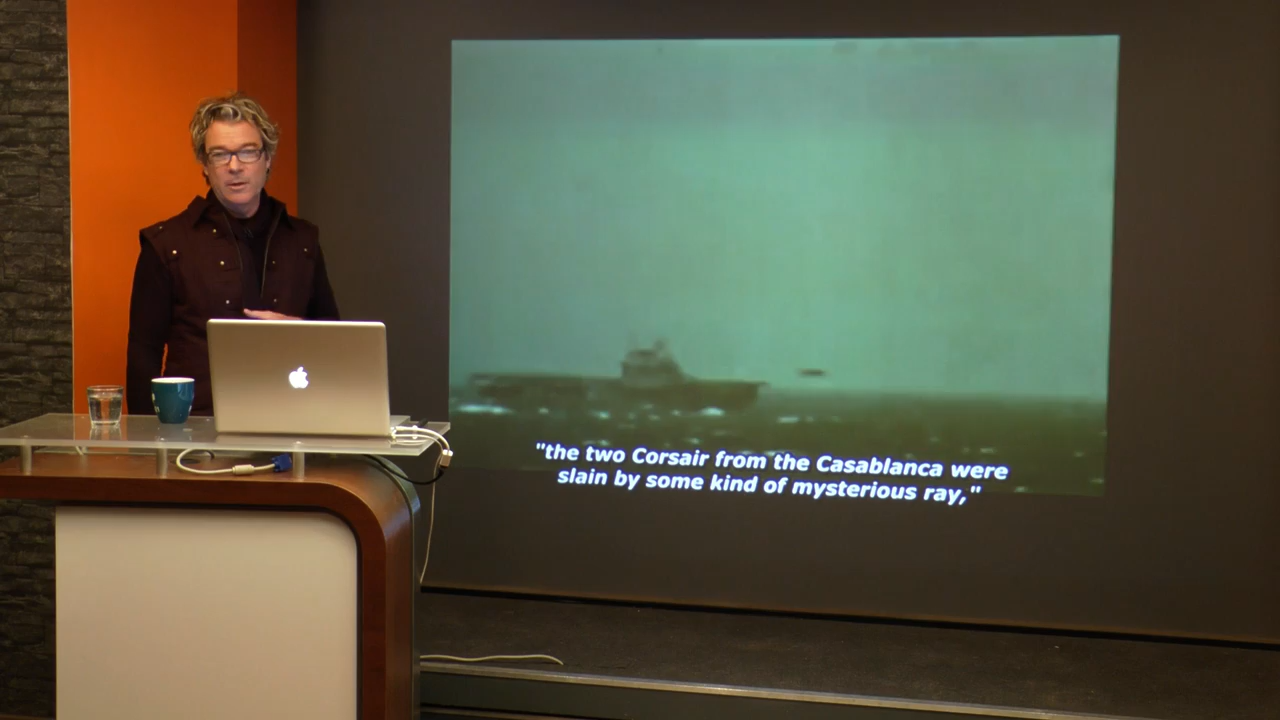 "the two Corsair from the Casablanca were
slain by some kind of mysterious ray,"